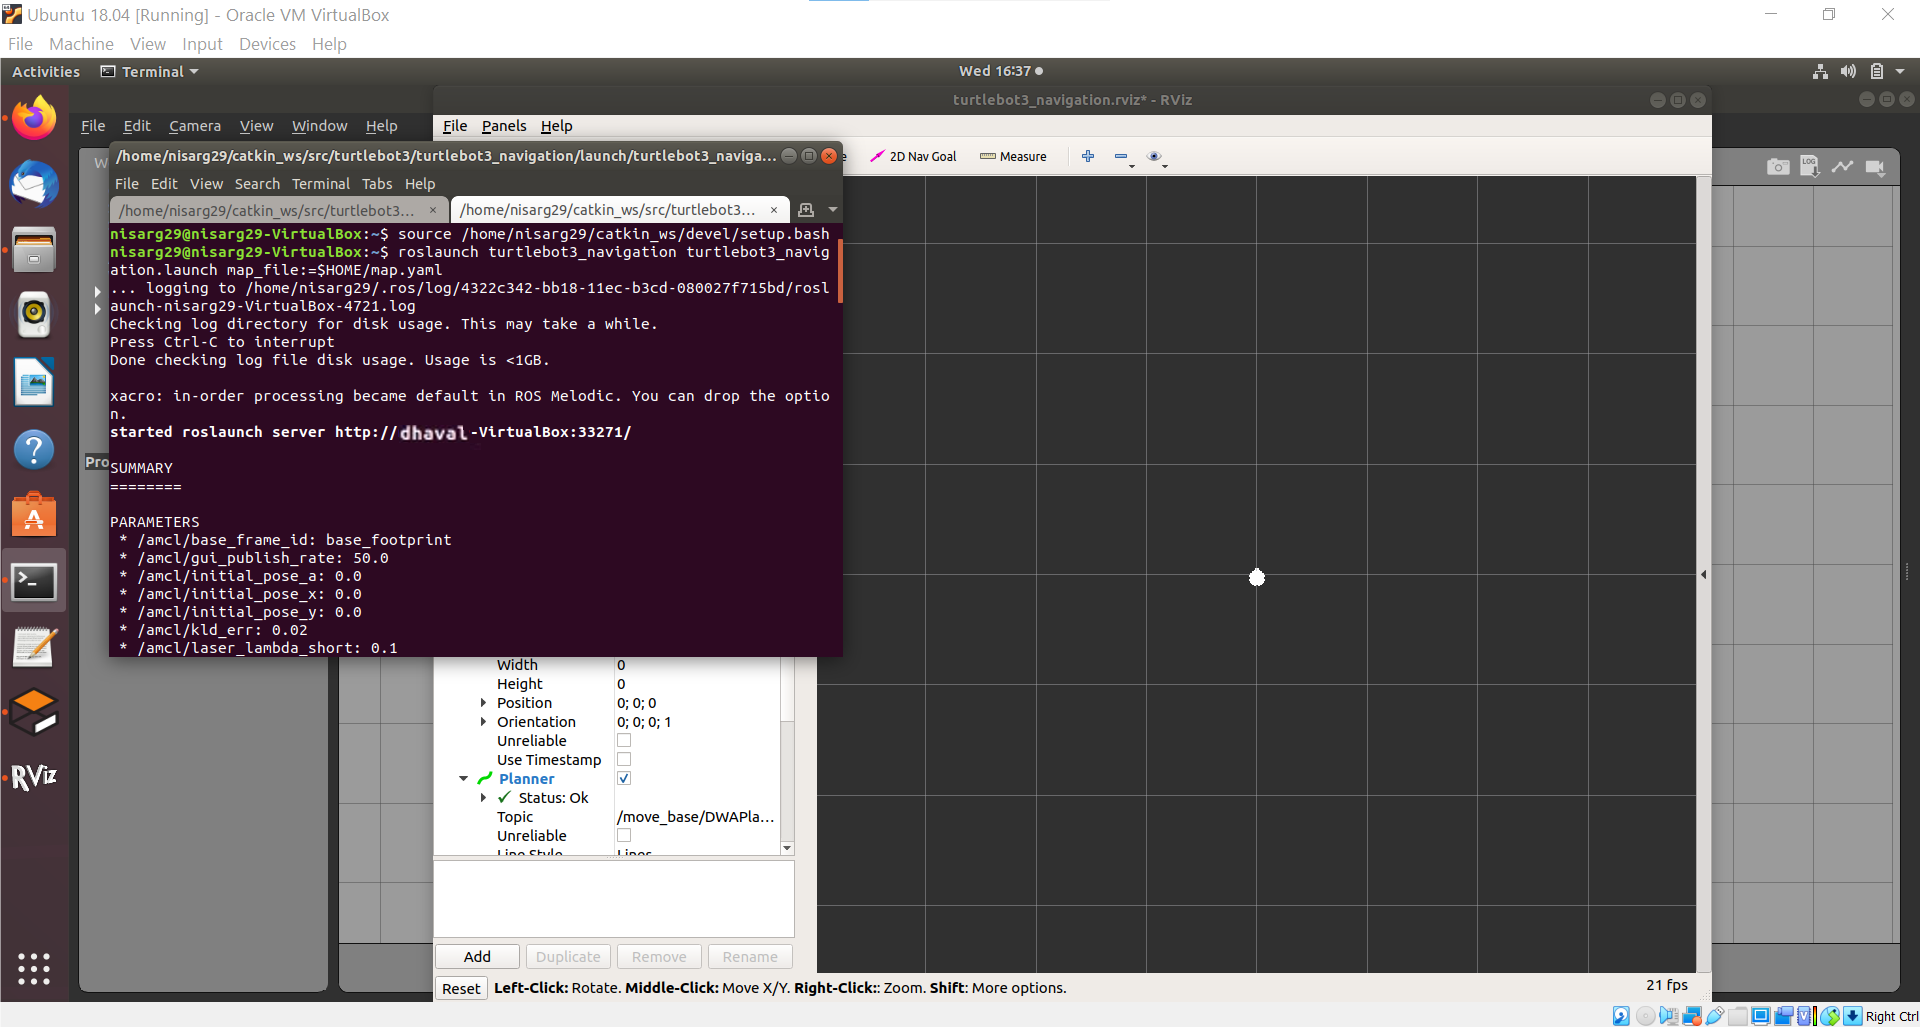 Ubuntu 18.04 [Running] - Oracle VM VirtualBox
File Machine View Input Devices Help
Activities Terminal Wed 16:37
turtlebot3_navigation.rviz* - RViz
File Edit Camera View Window Help
File Panels Help
2D Nav Goal Measure
/home/nisarg29/catkin_ws/src/turtlebot3/turtlebot3_navigation/launch/turtlebot3_naviga...
File Edit View Search Terminal Tabs Help
/home/nisarg29/catkin_ws/src/turtlebot3... × /home/nisarg29/catkin_ws/src/turtlebot3... ×
nisarg29@nisarg29-VirtualBox:~$ source /home/nisarg29/catkin_ws/devel/setup.bash
nisarg29@nisarg29-VirtualBox:~$ roslaunch turtlebot3_navigation turtlebot3_navig
ation.launch map_file:=$HOME/map.yaml
... logging to /home/nisarg29/.ros/log/4322c342-bb18-11ec-b3cd-080027f715bd/rosl
aunch-nisarg29-VirtualBox-4721.log
Checking log directory for disk usage. This may take a while.
Press Ctrl-C to interrupt
Done checking log file disk usage. Usage is <1GB.
xacro: in-order processing became default in ROS Melodic. You can drop the optio
n.
started roslaunch server http://dhaval-VirtualBox:33271/
SUMMARY
========
PARAMETERS
* /amcl/base_frame_id: base_footprint
* /amcl/gui_publish_rate: 50.0
* /amcl/initial_pose_a: 0.0
* /amcl/initial_pose_x: 0.0
* /amcl/initial_pose_y: 0.0
* /amcl/kld_err: 0.02
* /amcl/laser_lambda_short: 0.1
W
Pro
LOG
RViz
Width 0
Height 0
Position 0; 0; 0
Orientation 0; 0; 0; 1
Unreliable
Use Timestamp
Planner
Status: Ok
Topic /move_base/DWAPla...
Unreliable
Line Style Lines
Add Duplicate Remove Rename
Reset Left-Click: Rotate. Middle-Click: Move X/Y. Right-Click:: Zoom. Shift: More options. 21 fps
Right Ctrl